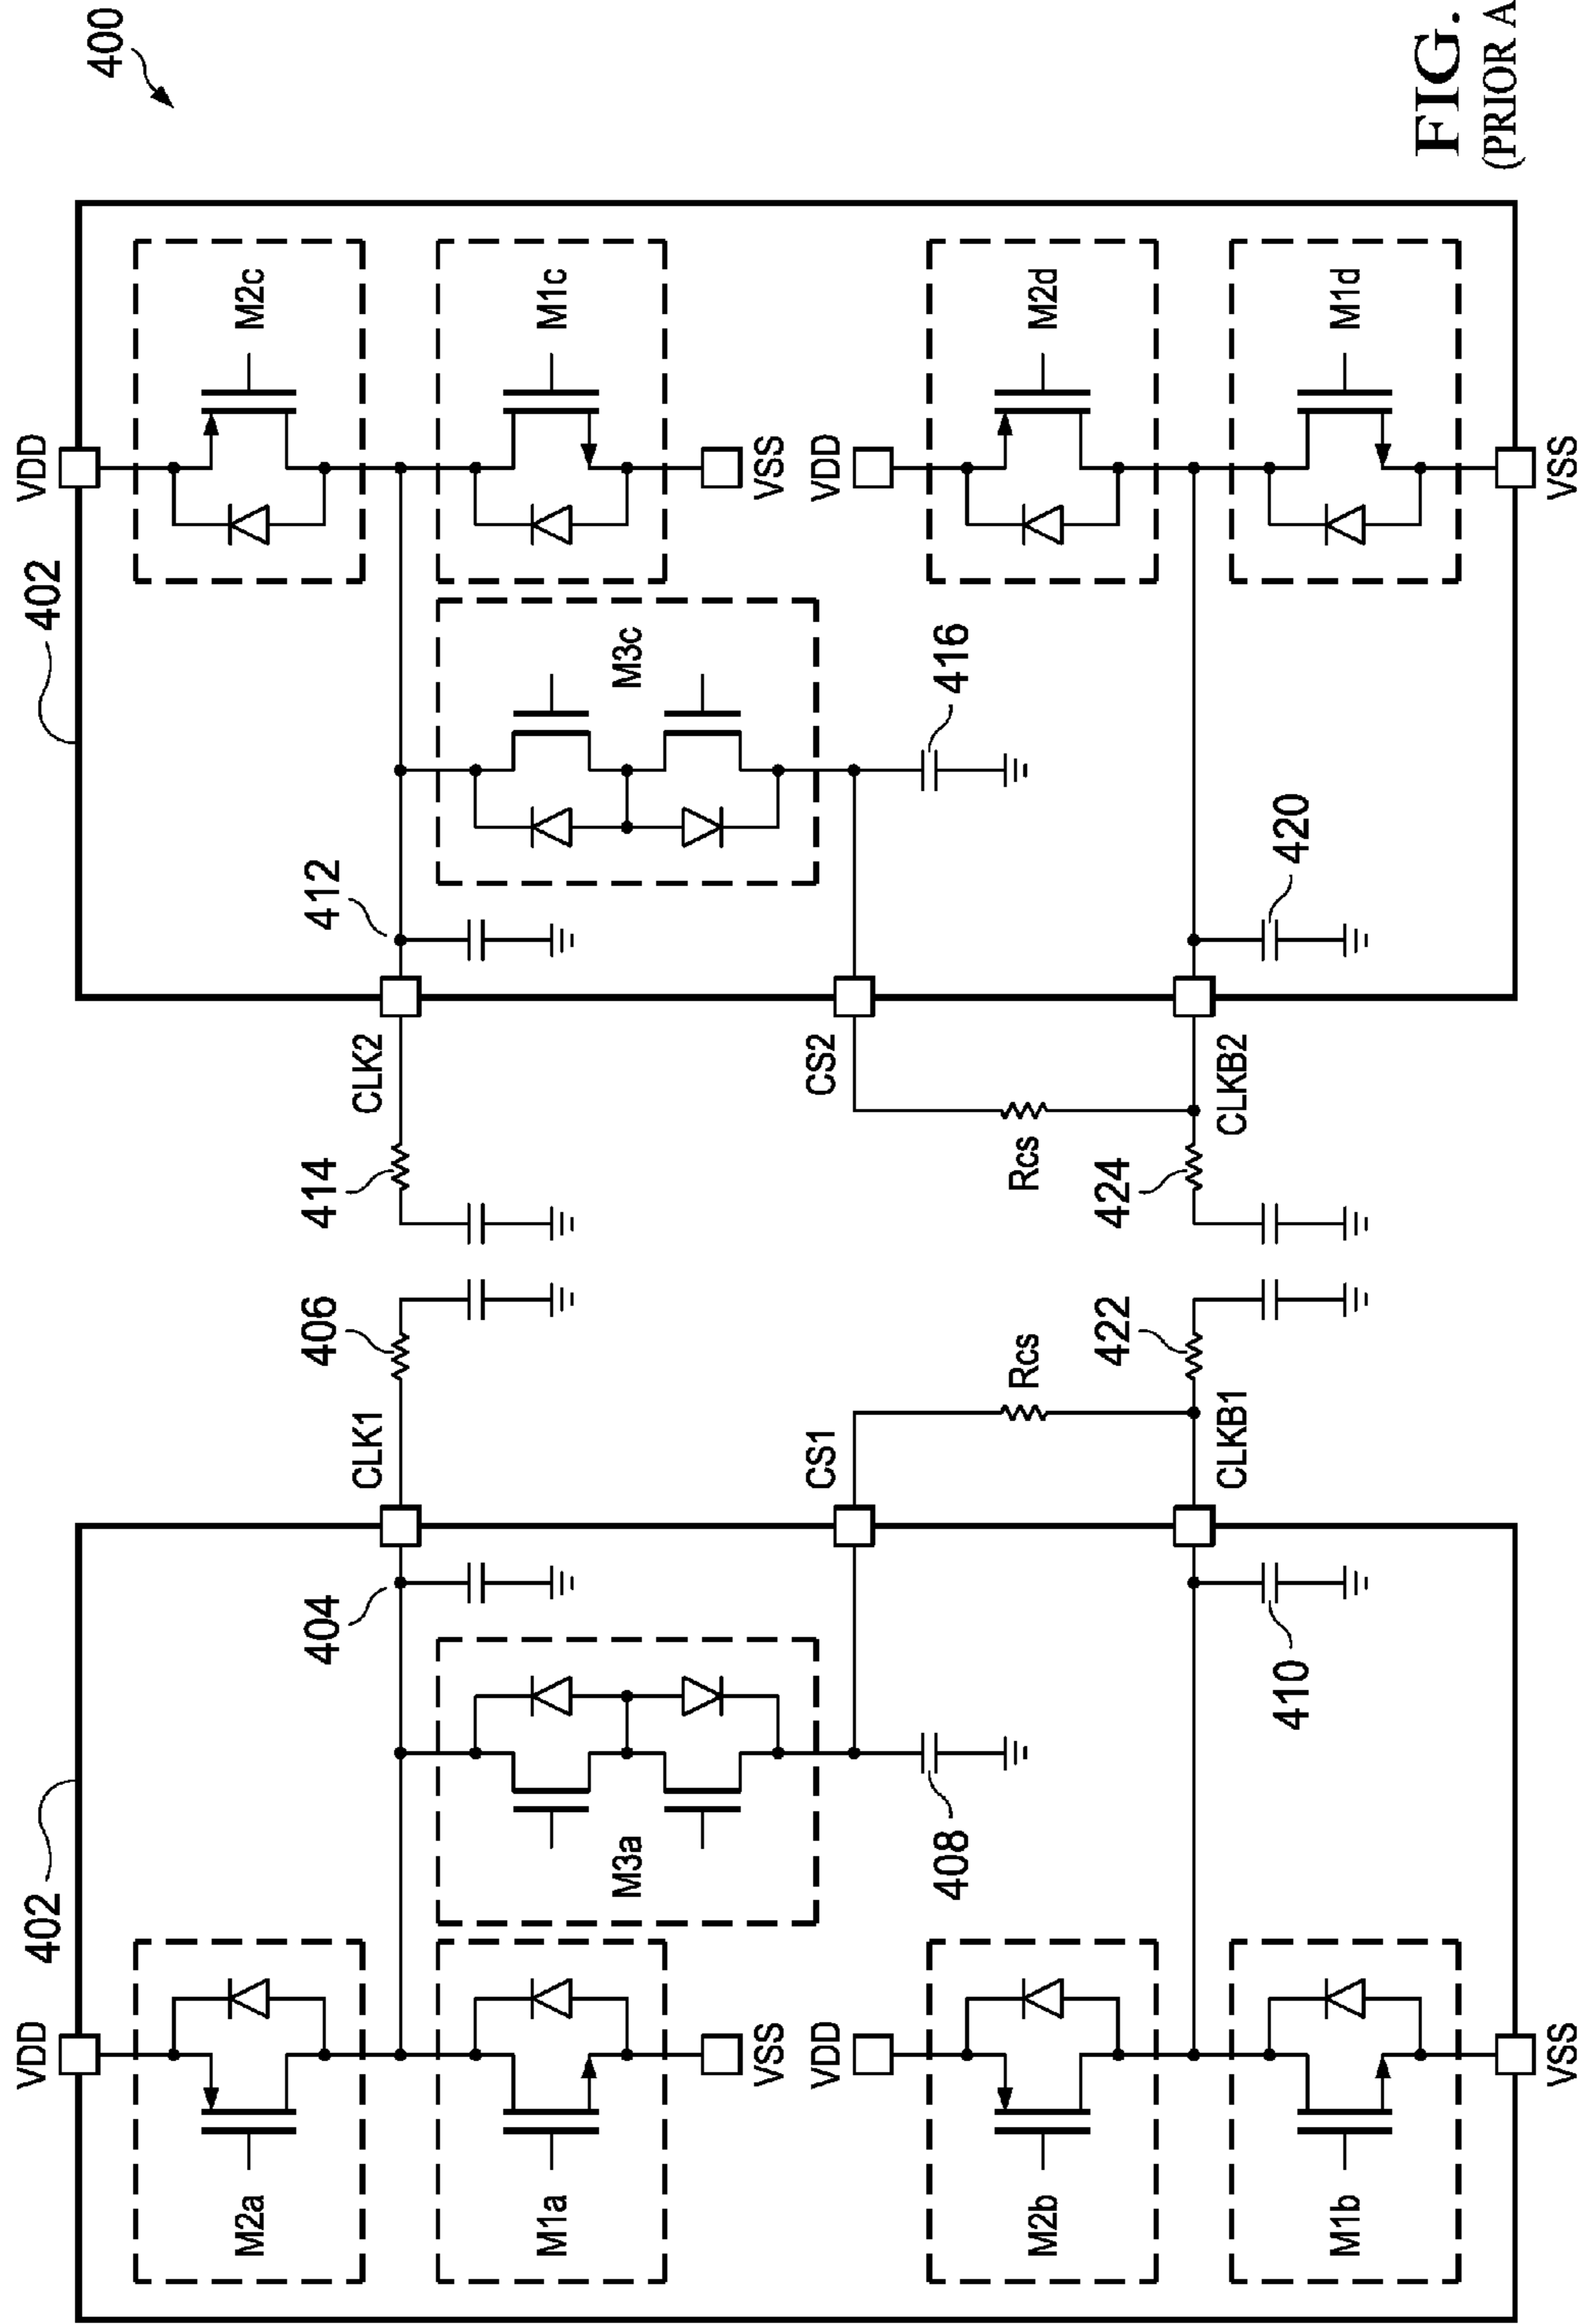 400
402
402
VDD
VDD
M2a
M2c
404
406
414
412
CLK1
CLK2
M1a
M3a
M3c
M1c
VSS
VSS
VDD
VDD
CS1
CS2
408
416
M2b
M2d
Rcs
Rcs
422
424
CLKB1
CLKB2
410
420
M1b
M1d
VSS
VSS
FIG.
(PRIOR A